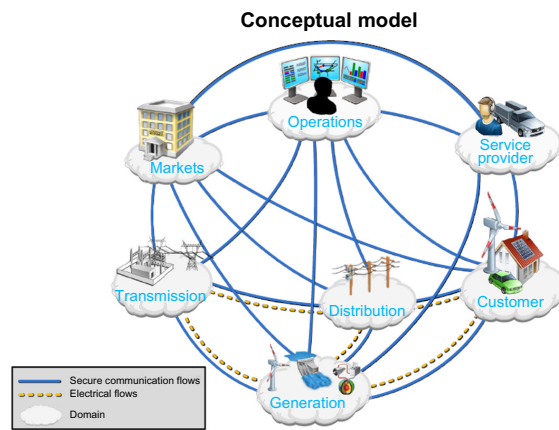 Conceptual model
Operations
Service
provider
Markets
Transmission
Distribution
Customer
Generation
Secure communication flows
Electrical flows
Domain